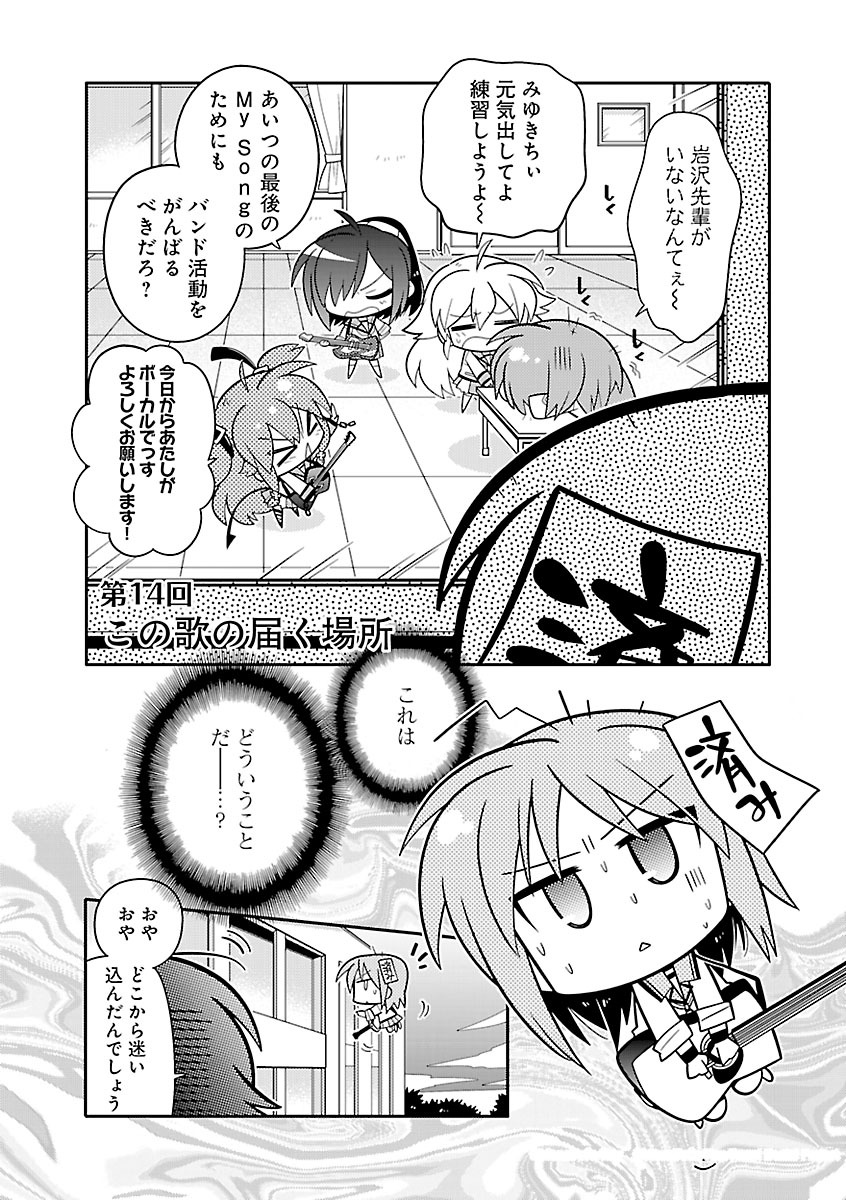 岩沢先輩が
いないなんてぇ〜
みゆきちぃ
元気出してよ
練習しようよ〜
あいつの最後の
My Songの
ためにも
バンド活動を
がんばる
べきだろ?
今日からあたしが
ボーカルでっす
よろしくお願いします!
第14回
この歌の届く場所
済
これは
どういうこと
だ――…?
済み
おや
おや
どこから迷い
込んだんでしょう